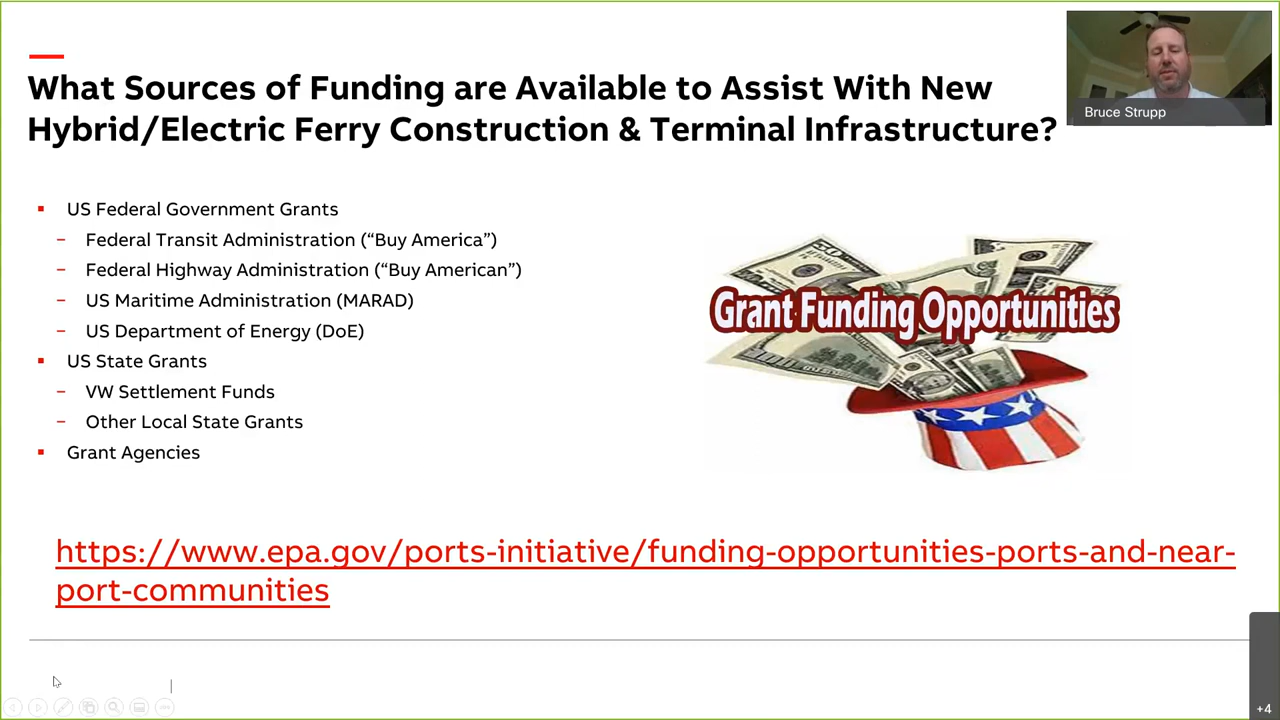 What Sources of Funding are Available to Assist With New
Hybrid/Electric Ferry Construction & Terminal Infrastructure?
Bruce Strupp
▪ US Federal Government Grants
– Federal Transit Administration (“Buy America”)
– Federal Highway Administration (“Buy American”)
– US Maritime Administration (MARAD)
– US Department of Energy (DoE)
▪ US State Grants
– VW Settlement Funds
– Other Local State Grants
▪ Grant Agencies
Grant Funding Opportunities
https://www.epa.gov/ports-initiative/funding-opportunities-ports-and-near-
port-communities
+4